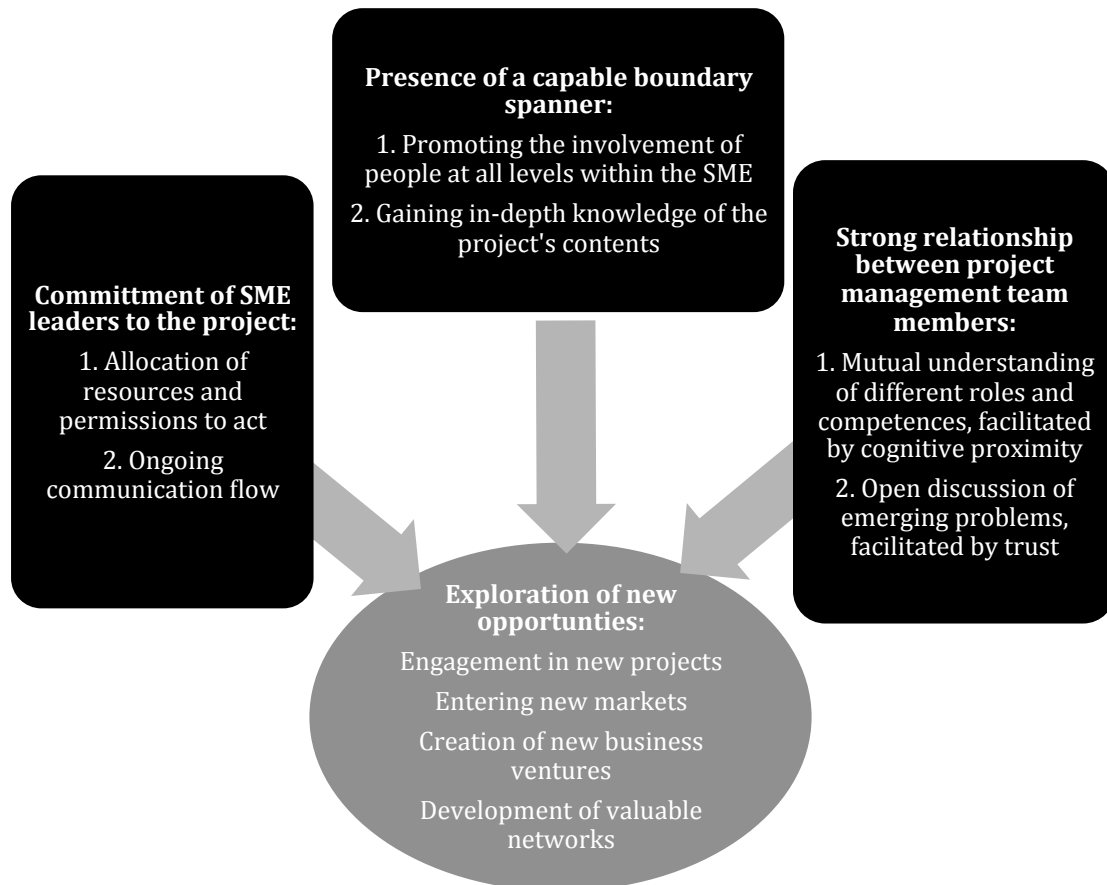 Presence of a capable boundary
spanner:
1. Promoting the involvement of
people at all levels within the SME
2. Gaining in-depth knowledge of the
project's contents
Committment of SME
leaders to the project:
1. Allocation of
resources and
permissions to act
2. Ongoing
communication flow
Strong relationship
between project
management team
members:
1. Mutual understanding
of different roles and
competences, facilitated
by cognitive proximity
2. Open discussion of
emerging problems,
facilitated by trust
Exploration of new
opportunties:
Engagement in new projects
Entering new markets
Creation of new business
ventures
Development of valuable
networks